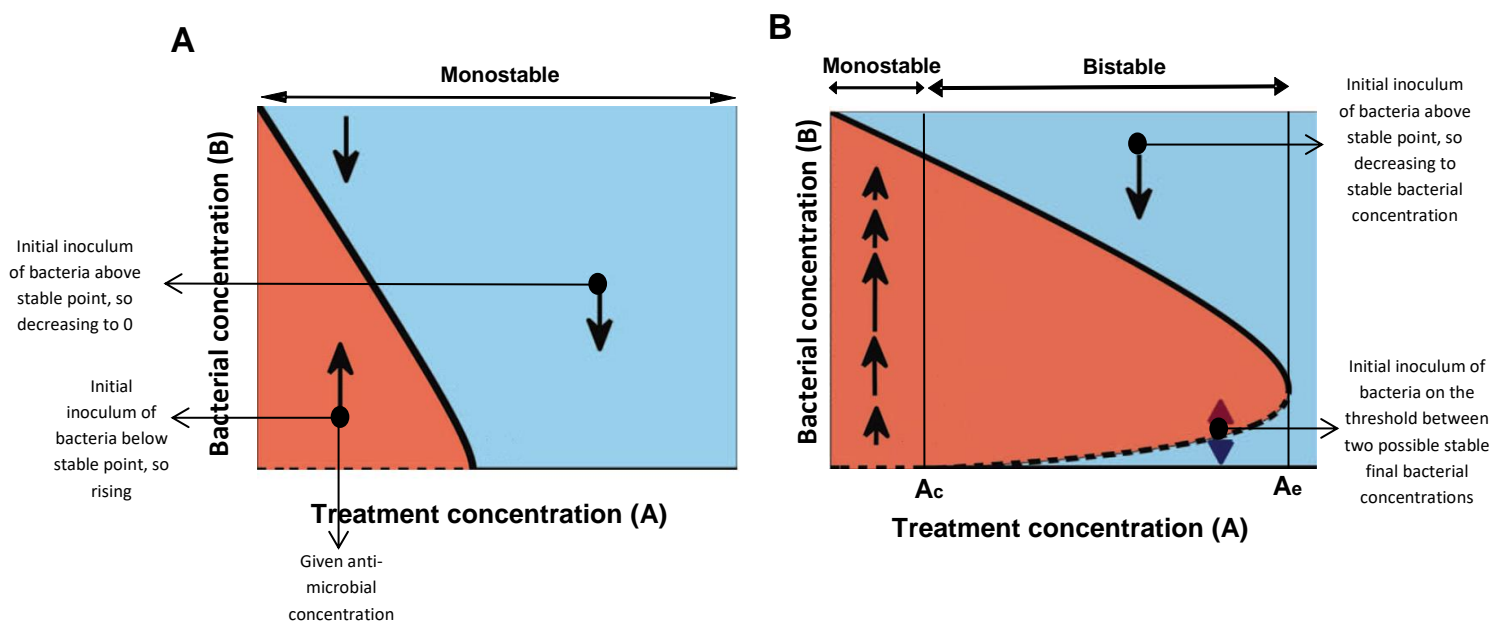 A
Monostable
Bacterial concentration (B)
Initial inoculum
of bacteria above
stable point, so
decreasing to 0
Initial
inoculum of
bacteria below
stable point, so
rising
Treatment concentration (A)
Given anti-
microbial
concentration
B
Monostable
Bistable
Bacterial concentration (B)
Initial inoculum
of bacteria above
stable point, so
decreasing to
stable bacterial
concentration
Initial inoculum of
bacteria on the
threshold between
two possible stable
final bacterial
concentrations
Ac
Ae
Treatment concentration (A)